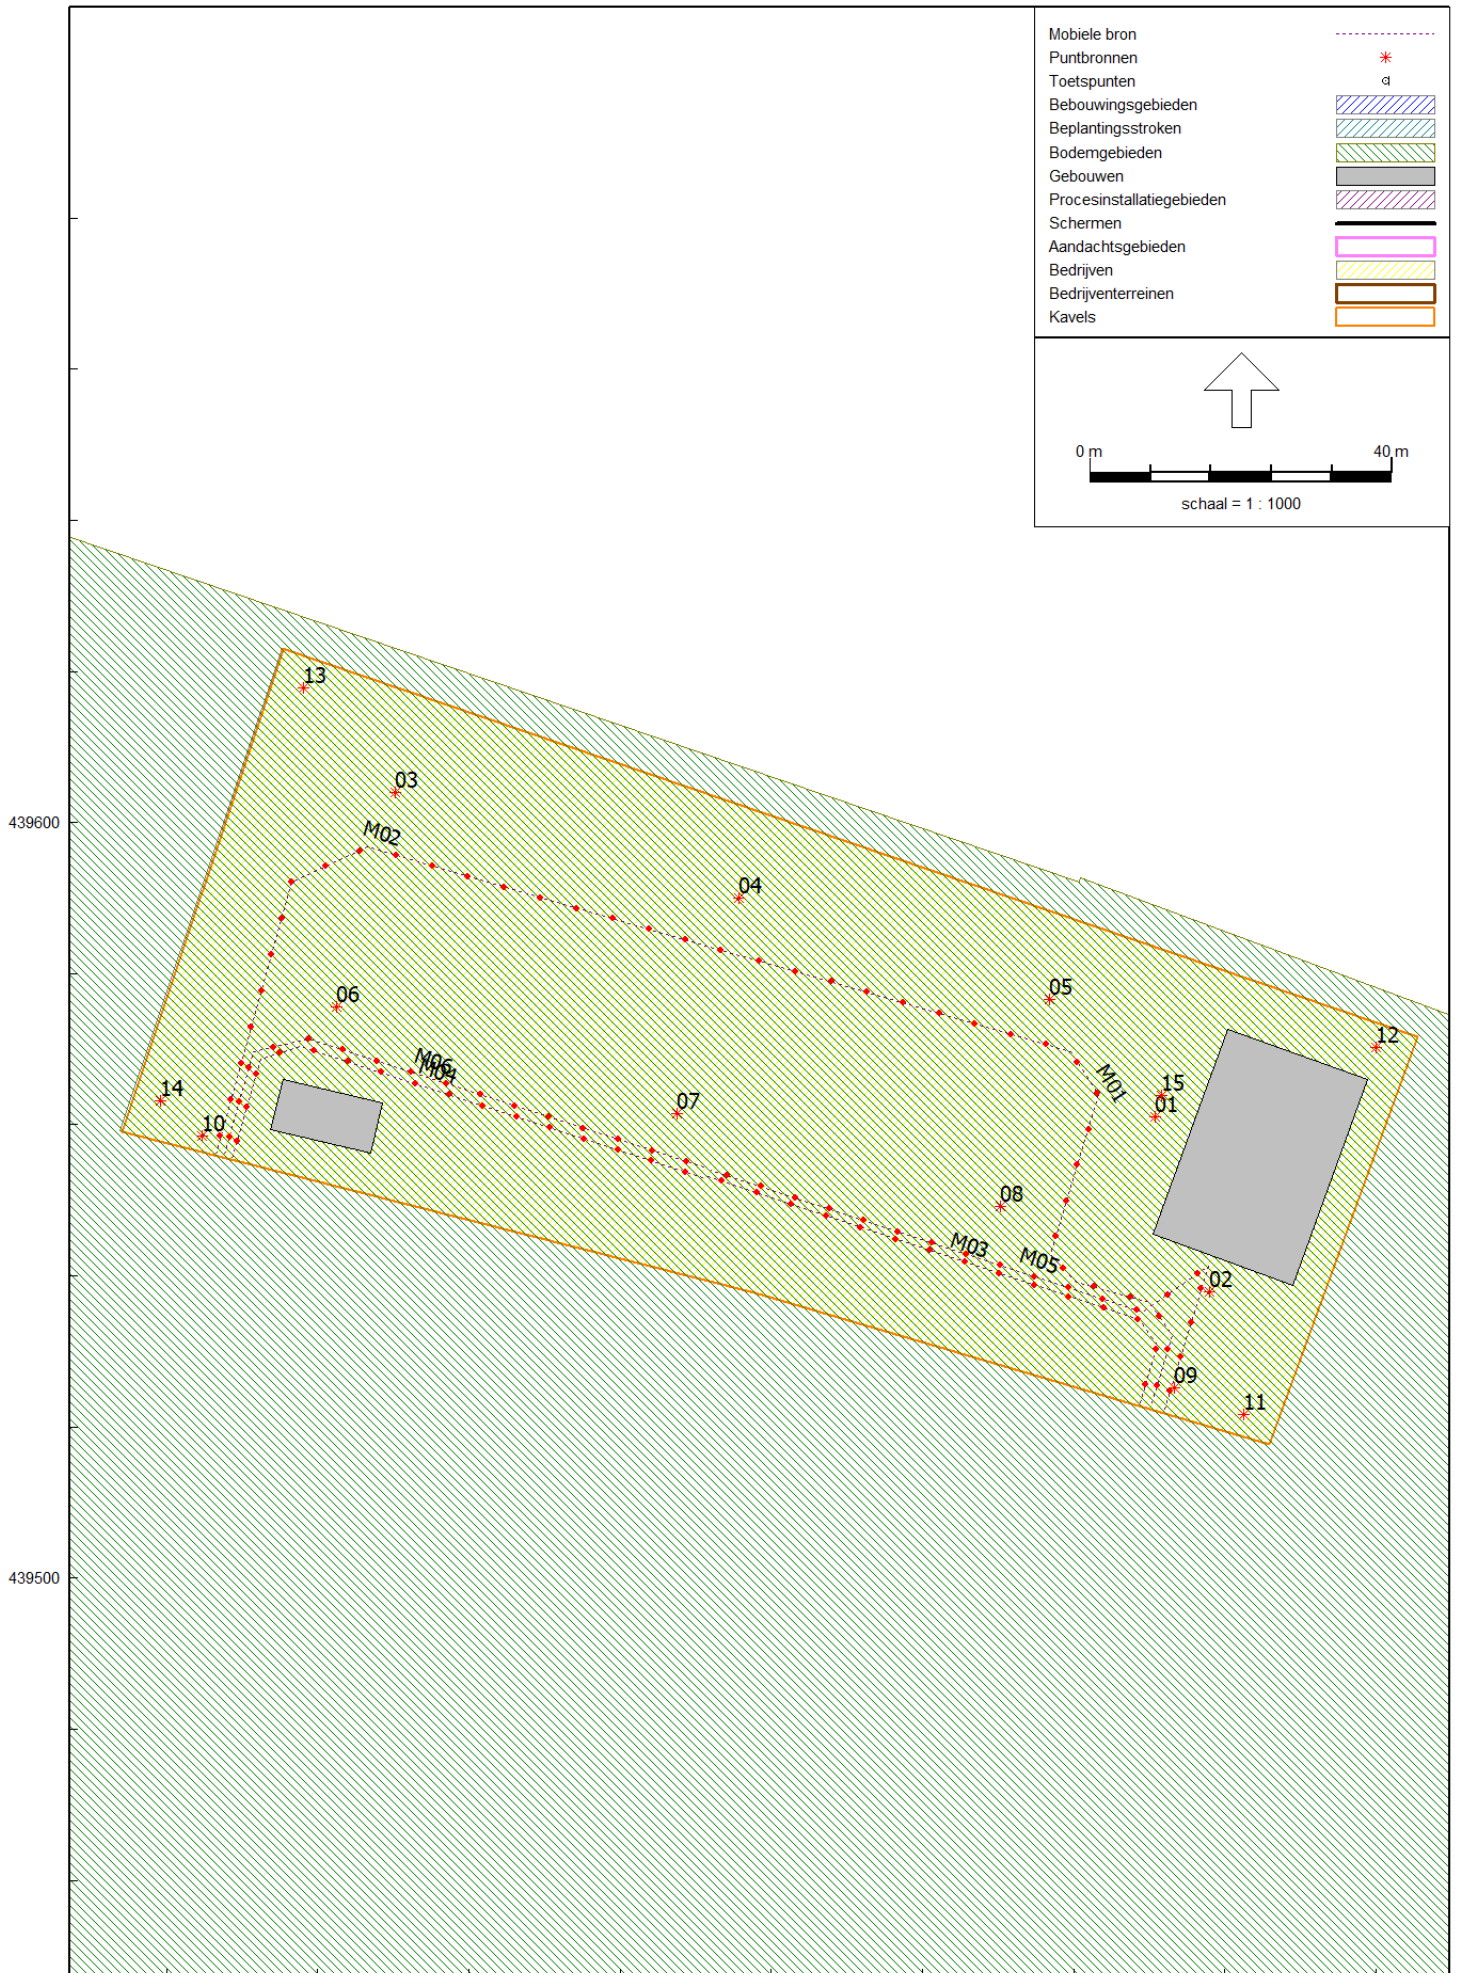 Mobiele bron
Puntbronnen
Toetspunten
Bebouwingsgebieden
Beplantingsstroken
Bodemgebieden
Gebouwen
Procesinstallatiegebieden
Schermen
Aandachtsgebieden
Bedrijven
Bedrijventerreinen
Kavels
0 m 40 m
schaal = 1 : 1000
13
03
439600
M02
04
05
06
12
M06
M04
M01
15
14
01
07
10
08
M03
M05
02
09
11
439500